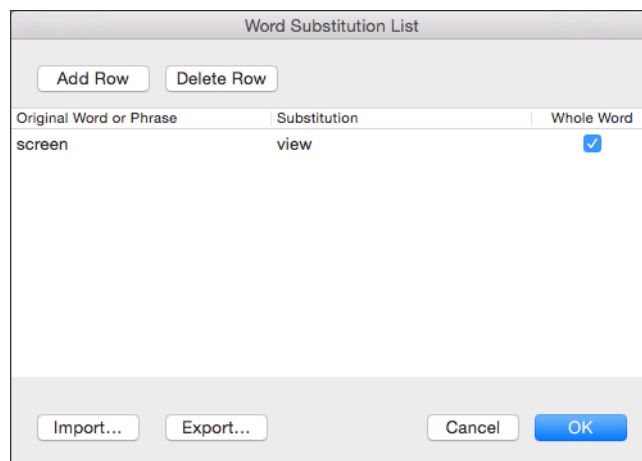 Word Substitution List
Add Row Delete Row
Original Word or Phrase Substitution Whole Word
screen view
Import... Export... Cancel OK